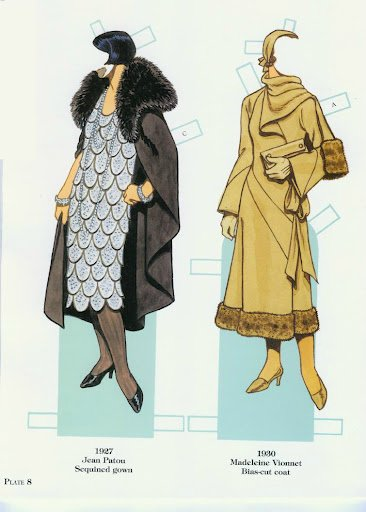 C
A
1927
Jean Patou
Sequined gown
1930
Madeleine Vionnet
Bias-cut coat
PLATE 8